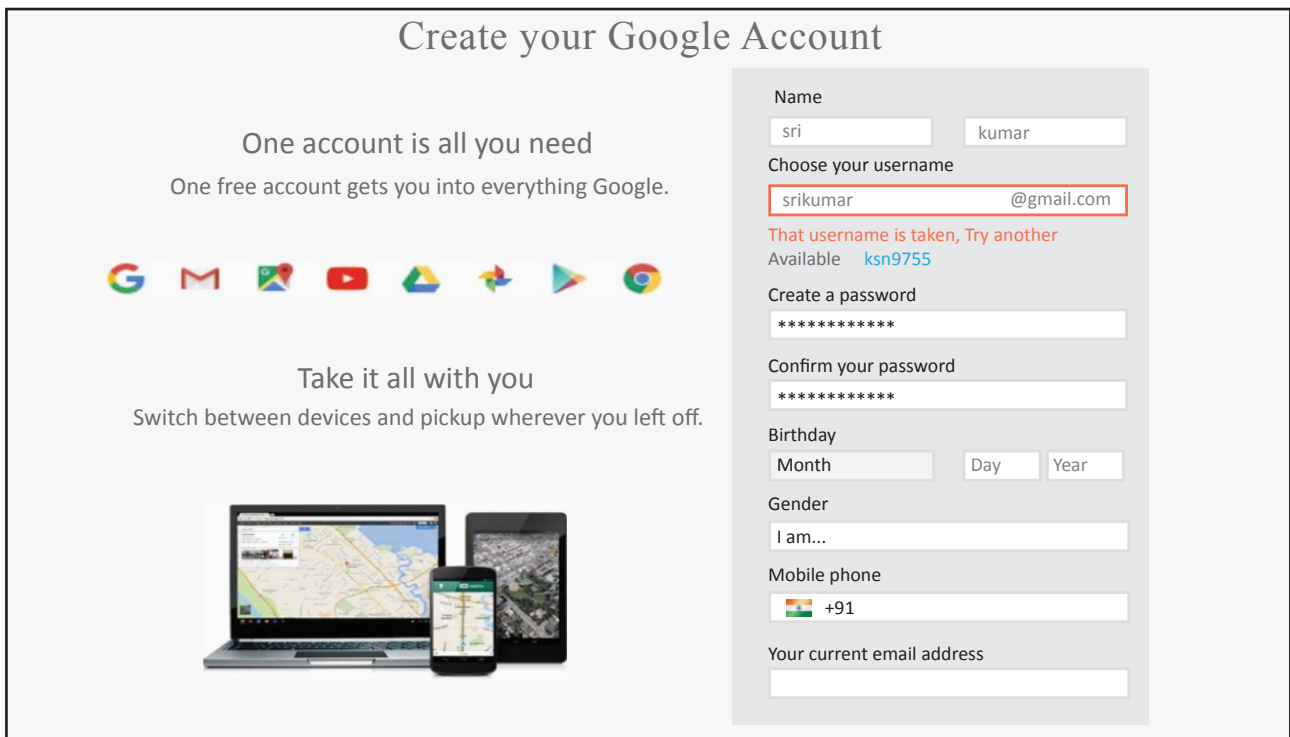 Create your Google Account
One account is all you need
One free account gets you into everything Google.
Take it all with you
Switch between devices and pickup wherever you left off.
Name
sri kumar
Choose your username
srikumar @gmail.com
That username is taken, Try another
Available ksn9755
Create a password
************
Confirm your password
************
Birthday
Month Day Year
Gender
I am...
Mobile phone
+91
Your current email address